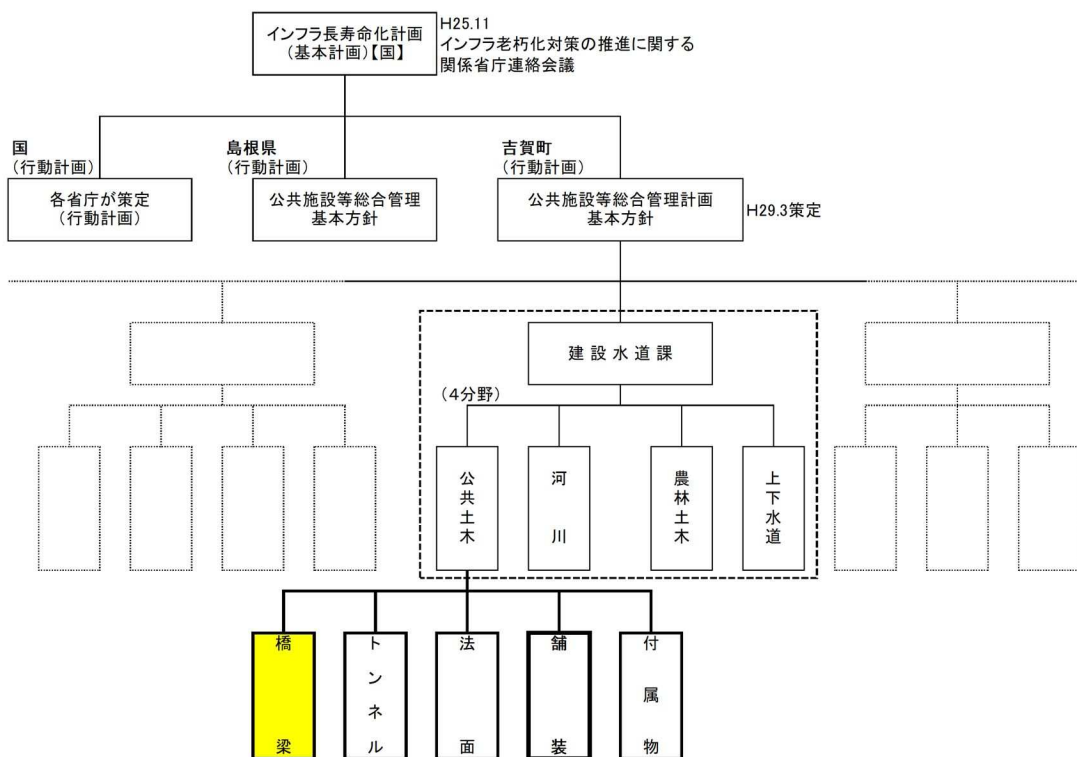 インフラ長寿命化計画
(基本計画)【国】
H25.11
インフラ老朽化対策の推進に関する
関係省庁連絡会議
国
(行動計画)
各省庁が策定
(行動計画)
島根県
(行動計画)
公共施設等総合管理
基本方針
吉賀町
(行動計画)
公共施設等総合管理計画
基本方針
H29.3策定
建設水道課
(4分野)
公共土木
河川
農林土木
上下水道
橋梁
トンネル
法面
舗装
付属物